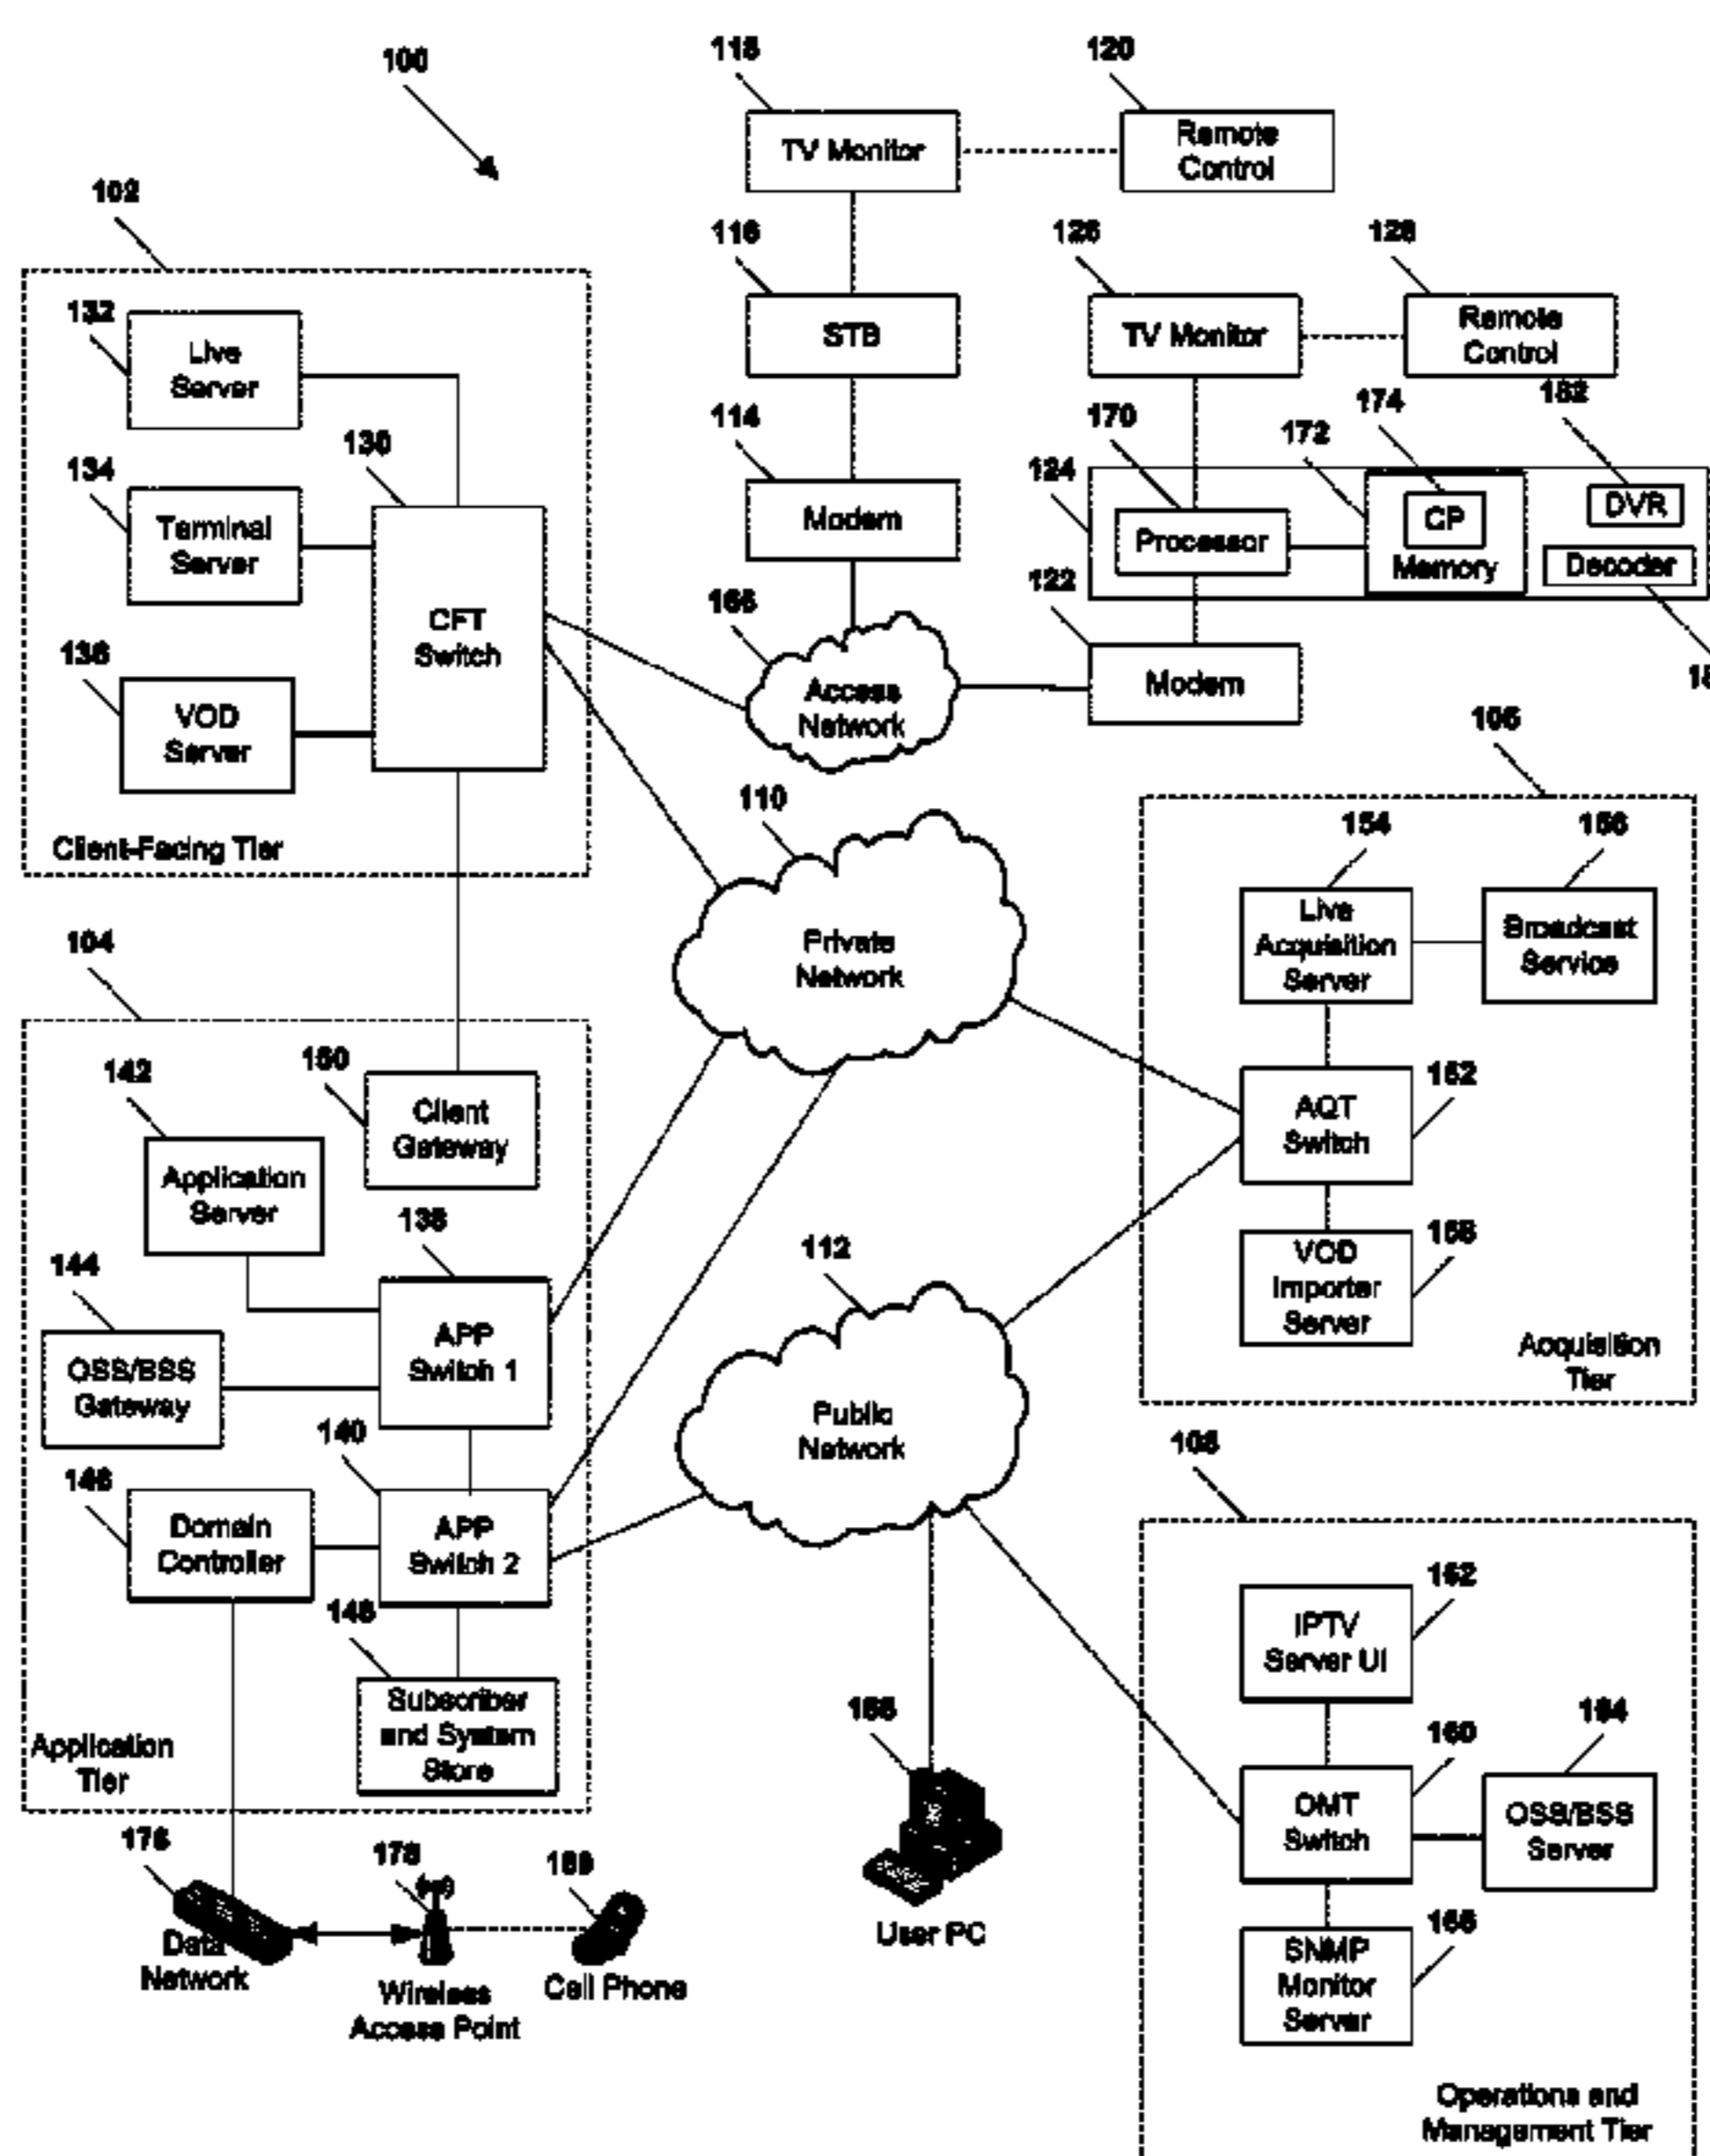 100
118
120
TV Monitor
Remote
Control
102
116
126
128
132
Live
Server
STB
TV Monitor
Remote
Control
130
114
170
172
174
182
134
Terminal
Server
124
Modem
Processor
CP
Memory
DVR
Decoder
122
166
CFT
Switch
136
VOD
Server
Access
Network
Modem
18
106
110
Client-Facing Tier
154
156
Live
Acquisition
Server
Broadcast
Service
104
Private
Network
142
150
Client
Gateway
152
AQT
Switch
Application
Server
138
144
112
158
VOD
Importer
Server
APP
Switch 1
OSS/BSS
Gateway
Acquisition
Tier
Public
Network
140
108
146
Domain
Controller
APP
Switch 2
148
162
IPTV
Server UI
Subscriber
and System
Store
168
160
164
Application
Tier
OMT
Switch
OSS/BSS
Server
176
178
180
User PC
Data
Network
Wireless
Access Point
Cell Phone
SNMP
Monitor
Server
Operations and
Management Tier